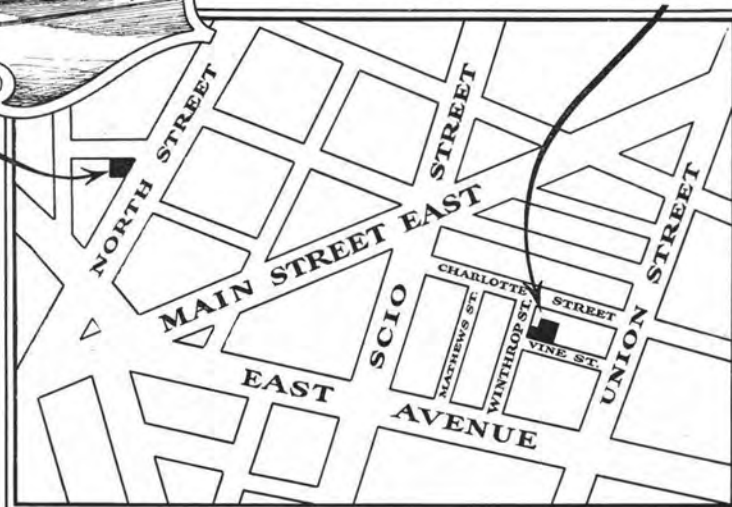 NORTH STREET
MAIN STREET EAST
SCIO STREET
CHARLOTTE STREET
MATHEWS ST.
WINTHROP ST.
VINE ST.
UNION STREET
EAST AVENUE